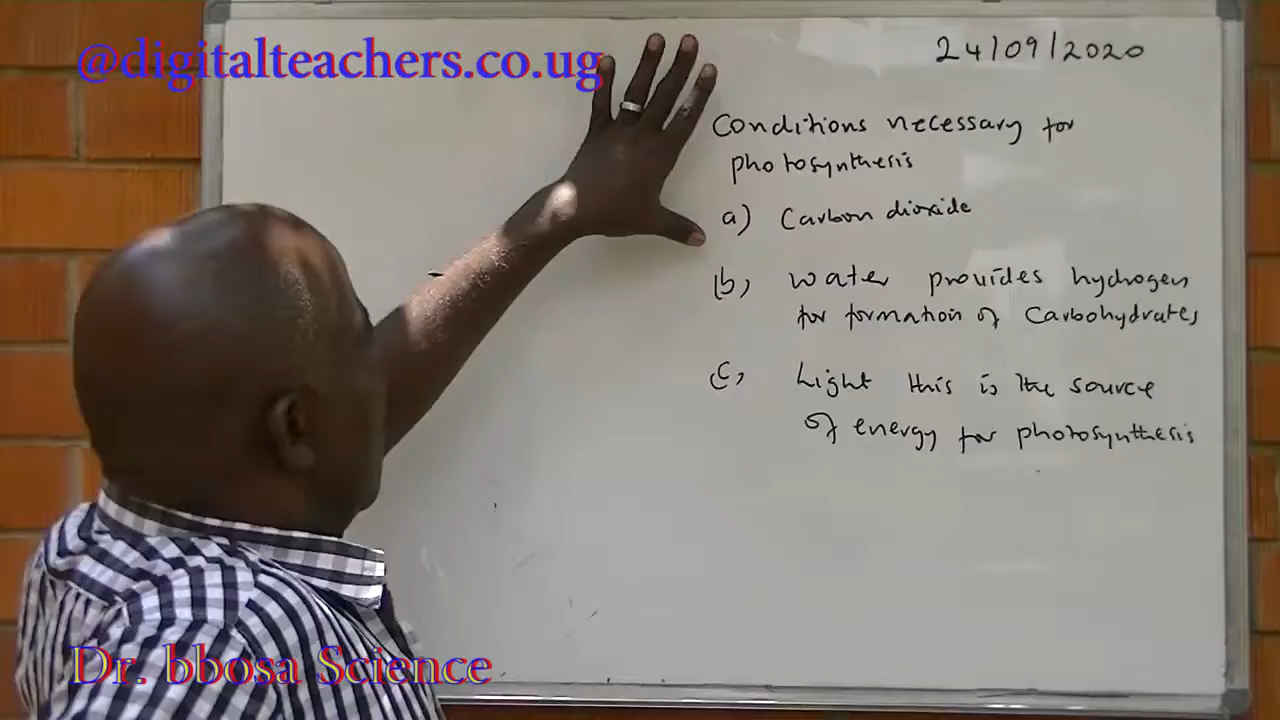 @digitalteachers.co.ug
24/09/2020
Conditions necessary for
photosynthesis
a) Carbon dioxide
(b) water provides hydrogen
for formation of carbohydrates
(c) Light this is the source
of energy for photosynthesis
Dr. bbosa Science